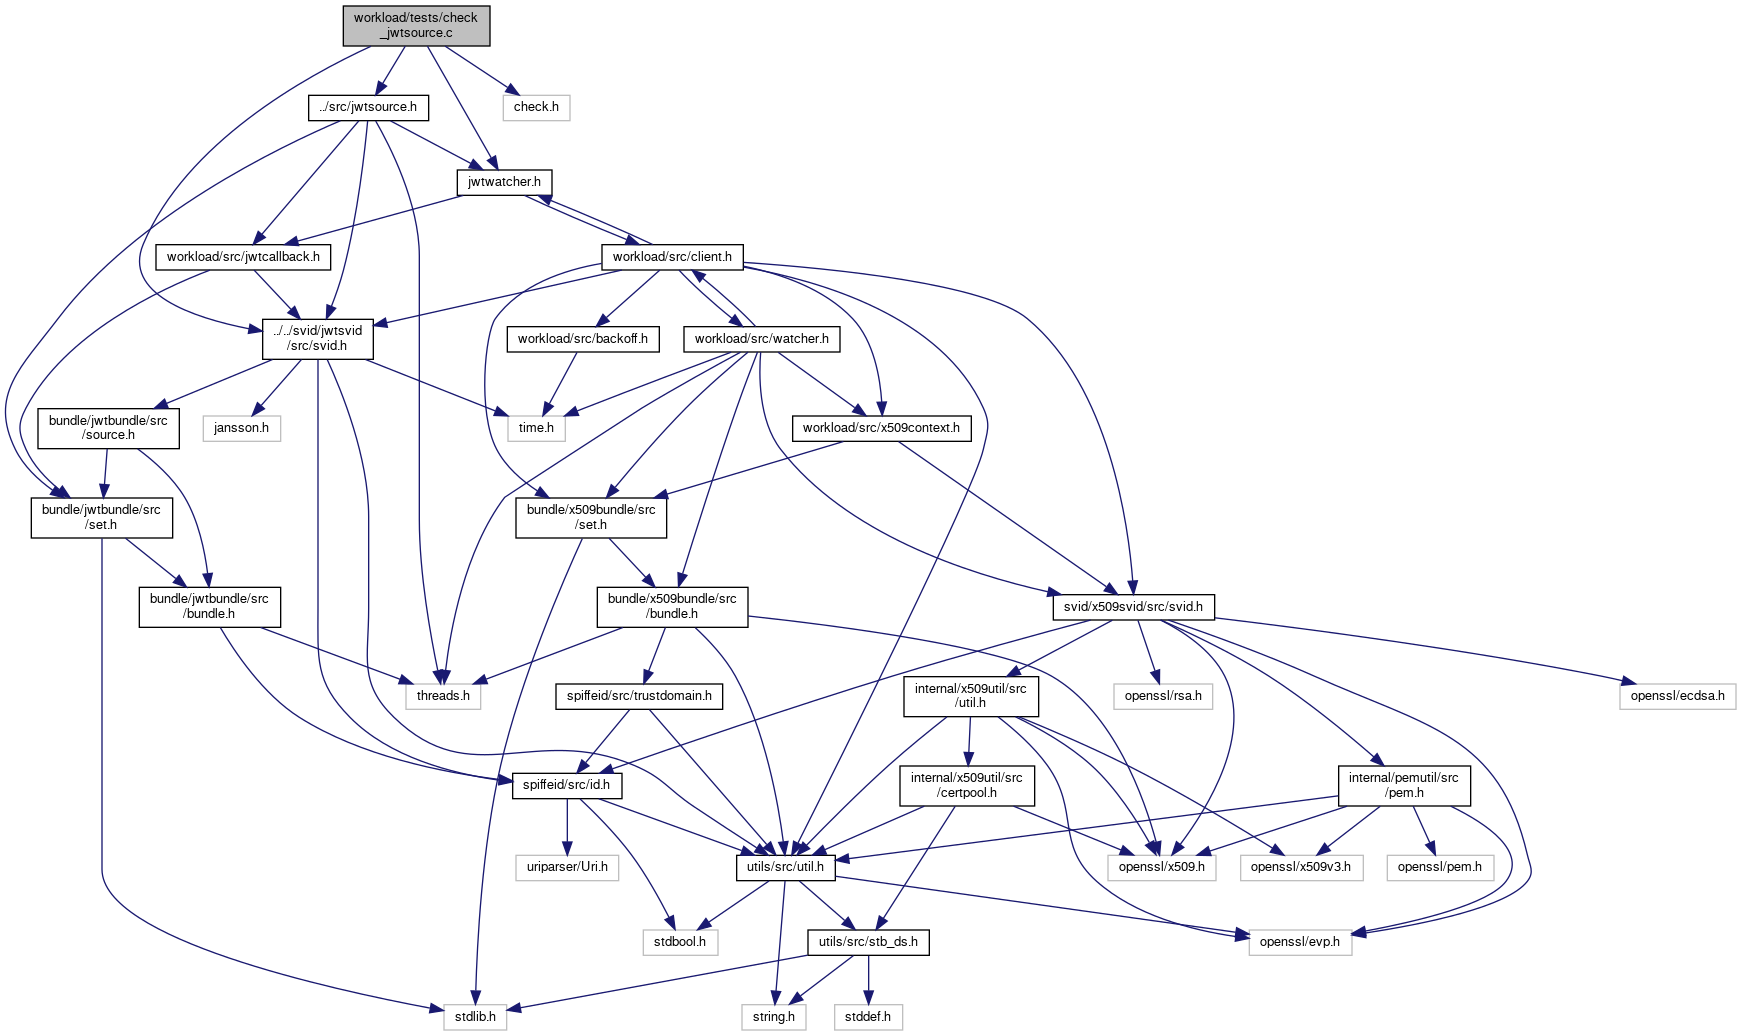 workload/tests/check
_jwtsource.c
../src/jwtsource.h
check.h
jwtwatcher.h
workload/src/jwtcallback.h
workload/src/client.h
../../svid/jwtsvid
/src/svid.h
workload/src/backoff.h
workload/src/watcher.h
bundle/jwtbundle/src
/source.h
jansson.h
time.h
workload/src/x509context.h
bundle/jwtbundle/src
/set.h
bundle/x509bundle/src
/set.h
bundle/jwtbundle/src
/bundle.h
bundle/x509bundle/src
/bundle.h
svid/x509svid/src/svid.h
threads.h
spiffeid/src/trustdomain.h
internal/x509util/src
/util.h
openssl/rsa.h
openssl/ecdsa.h
spiffeid/src/id.h
internal/x509util/src
/certpool.h
internal/pemutil/src
/pem.h
uriparser/Uri.h
utils/src/util.h
openssl/x509.h
openssl/x509v3.h
openssl/pem.h
stdbool.h
utils/src/stb_ds.h
openssl/evp.h
stdlib.h
string.h
stddef.h